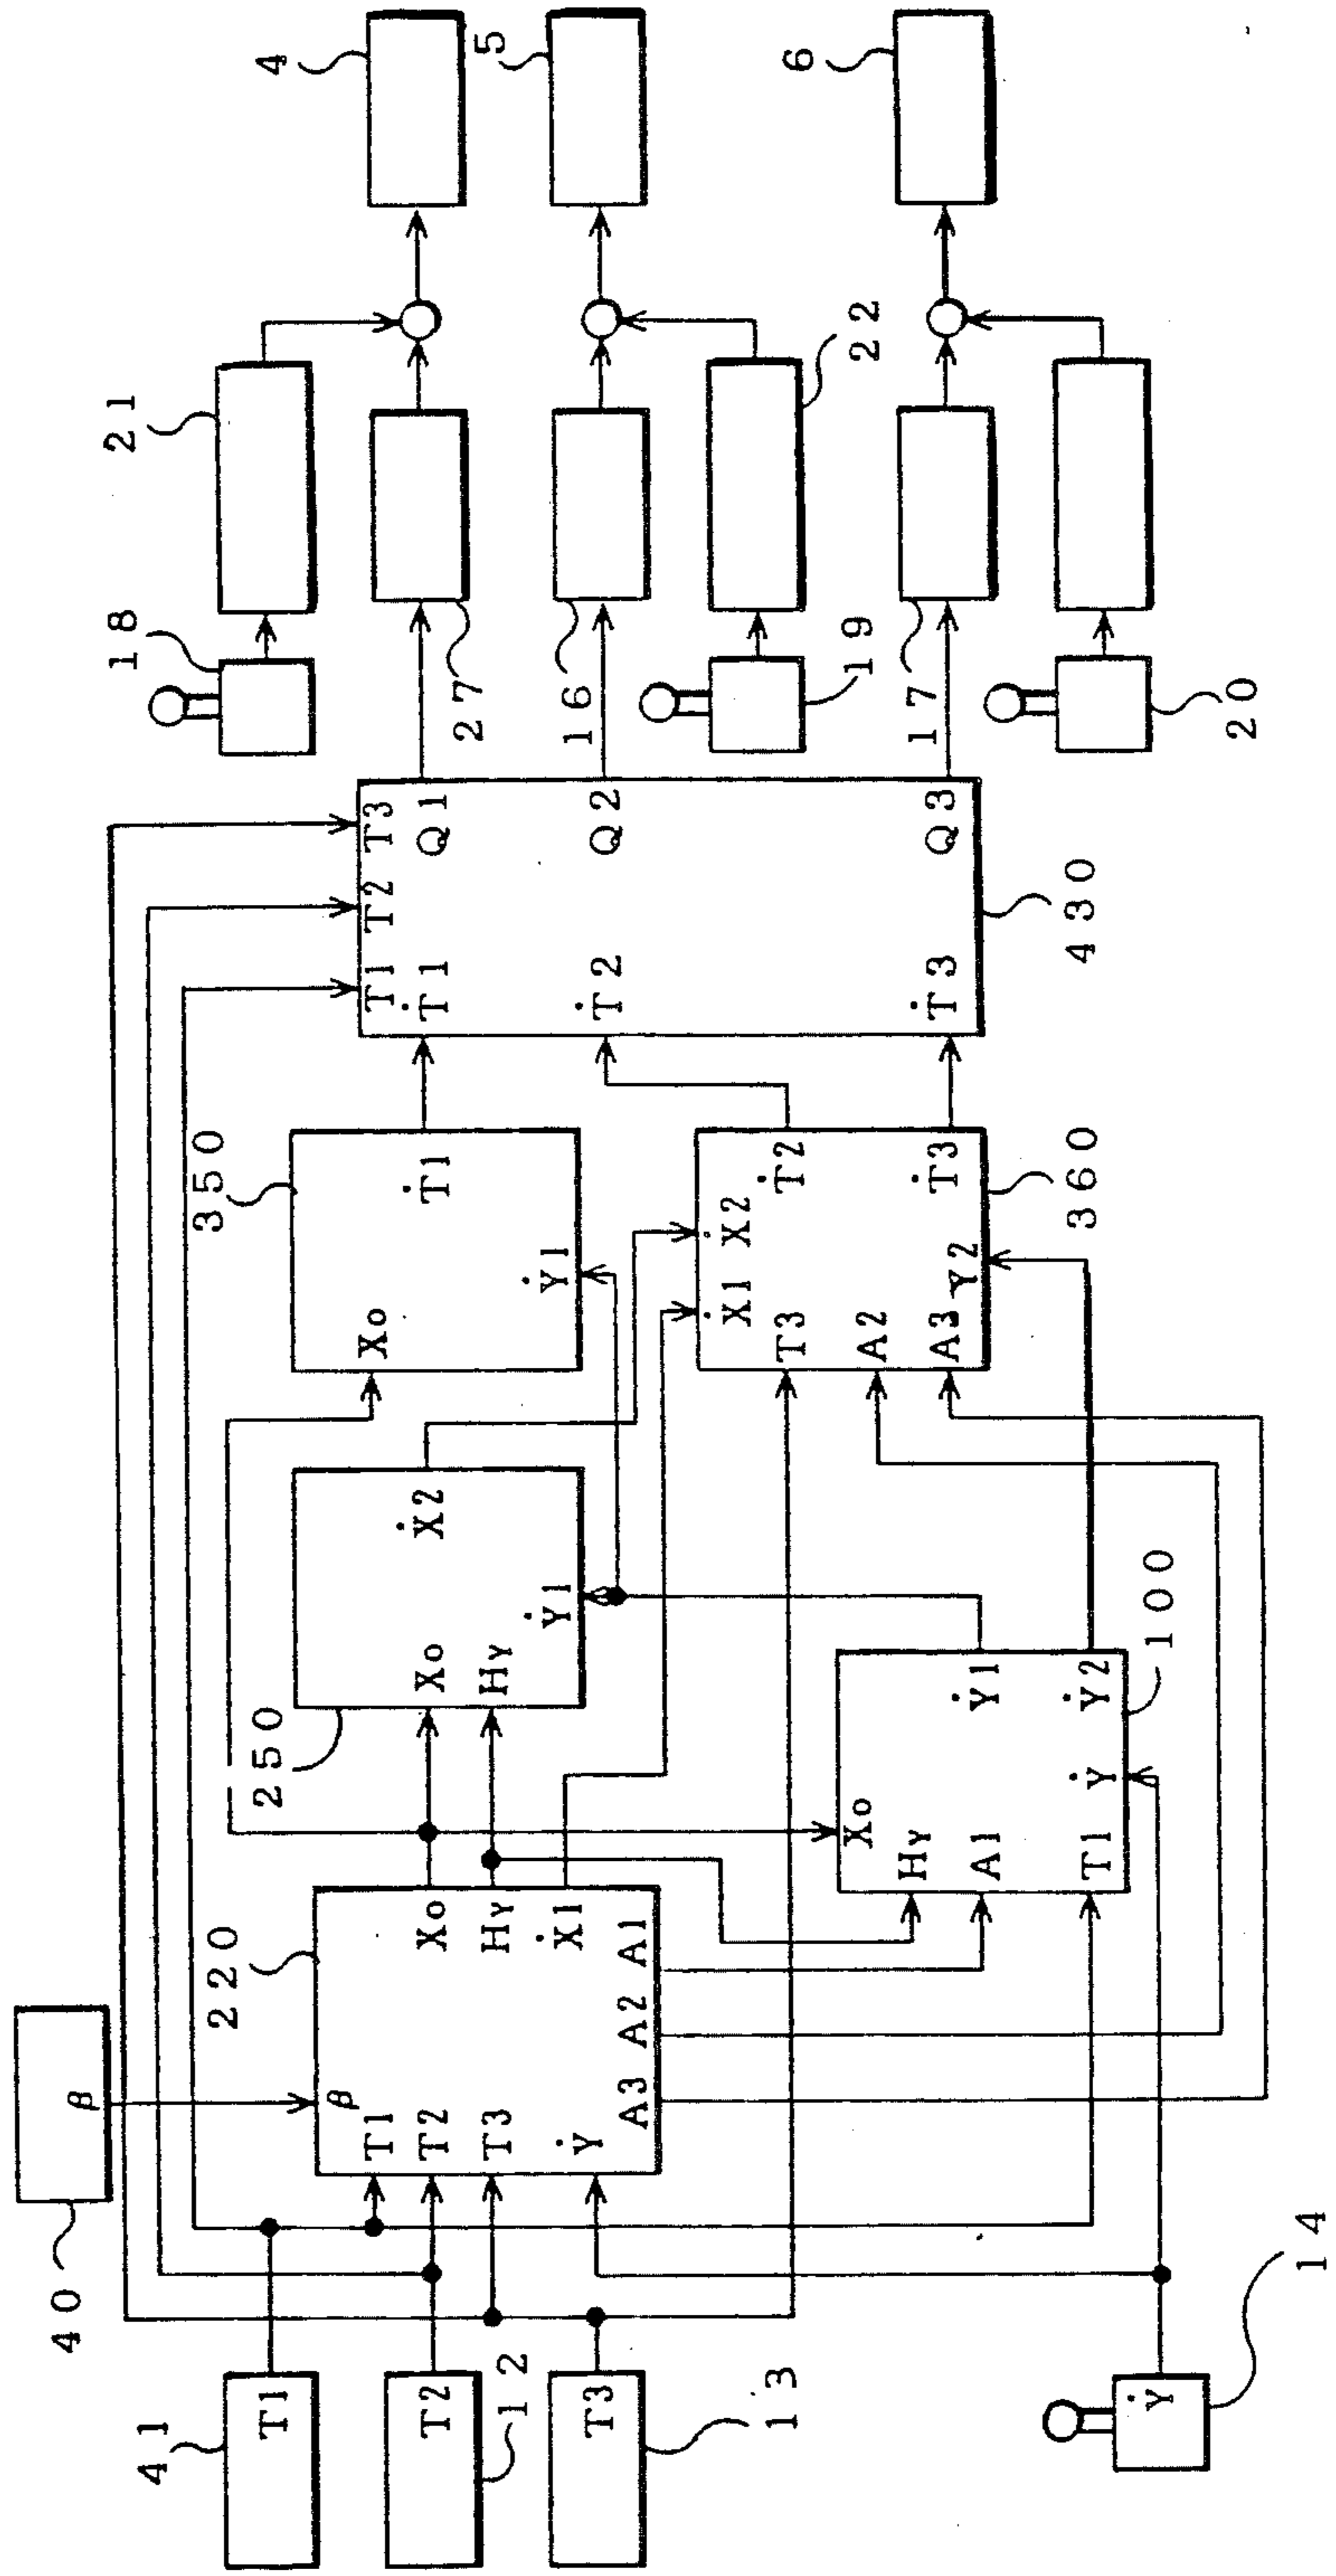 40
β
41
T1
T2
12
T3
13
Ẏ
14
220
β
T1
T2
T3
Ẏ
Xo
Hγ
Ẋ1
A3 A2 A1
250
Xo
Hγ
Ẋ2
Ẏ1
Xo
Hγ
A1
T1
Ẏ
Ẏ1
Ẏ2
100
350
Xo
Ṫ1
Ẏ1
Ẋ1 Ẋ2
T3
A2
A3
Ṫ2
Ṫ3
Ẏ2
360
T1 T2 T3
Ṫ1
Ṫ2
Ṫ3
Q1
Q2
Q3
430
18
21
27
16
19
22
17
20
4
5
6